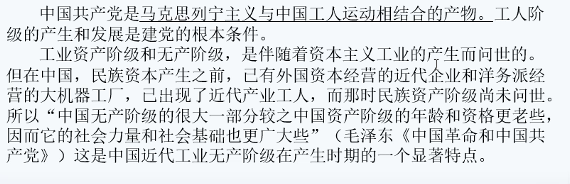 中国共产党是马克思列宁主义与中国工人运动相结合的产物。工人阶
级的产生和发展是建党的根本条件。
工业资产阶级和无产阶级，是伴随着资本主义工业的产生而问世的。
但在中国，民族资本产生之前，已有外国资本经营的近代企业和洋务派经
营的大机器工厂，已出现了近代产业工人，而那时民族资产阶级尚未问世。
所以“中国无产阶级的很大一部分较之中国资产阶级的年龄和资格更老些，
因而它的社会力量和社会基础也更广大些”（毛泽东《中国革命和中国共
产党》）这是中国近代工业无产阶级在产生时期的一个显著特点。